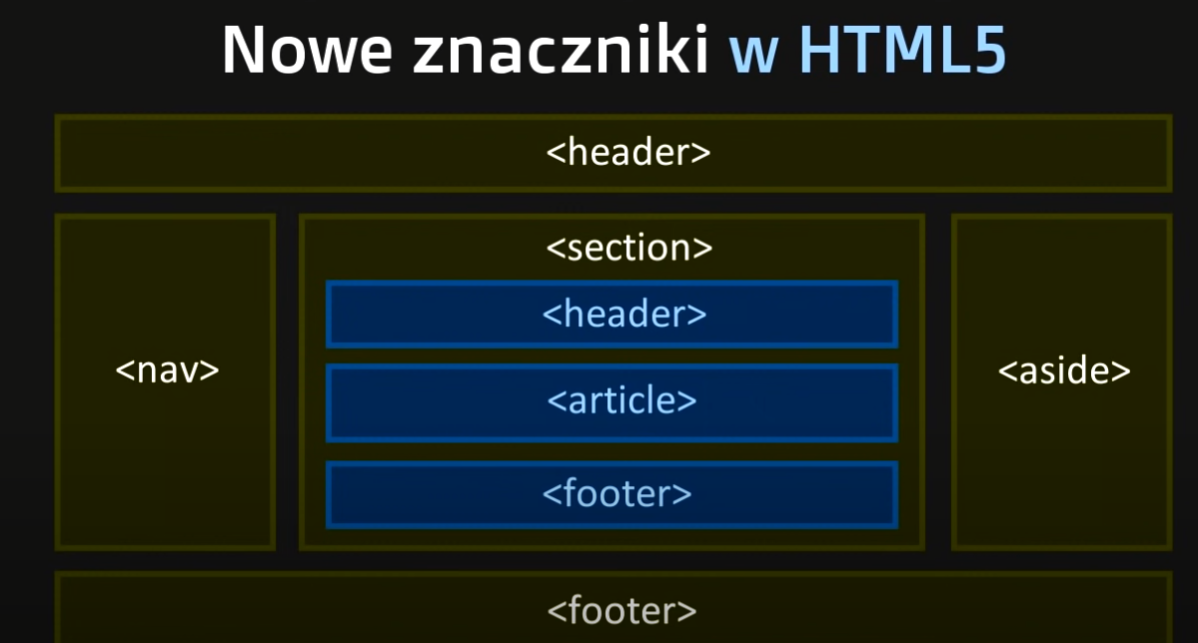 Nowe znaczniki w HTML5
<header>
<nav>
<section>
<header>
<article>
<footer>
<aside>
<footer>